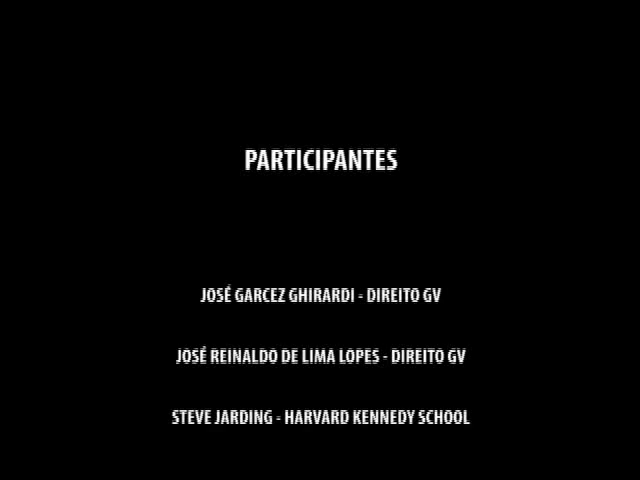 PARTICIPANTES
JOSÉ GARCEZ GHIRARDI - DIREITO GV
JOSÉ REINALDO DE LIMA LOPES - DIREITO GV
STEVE JARDING - HARVARD KENNEDY SCHOOL